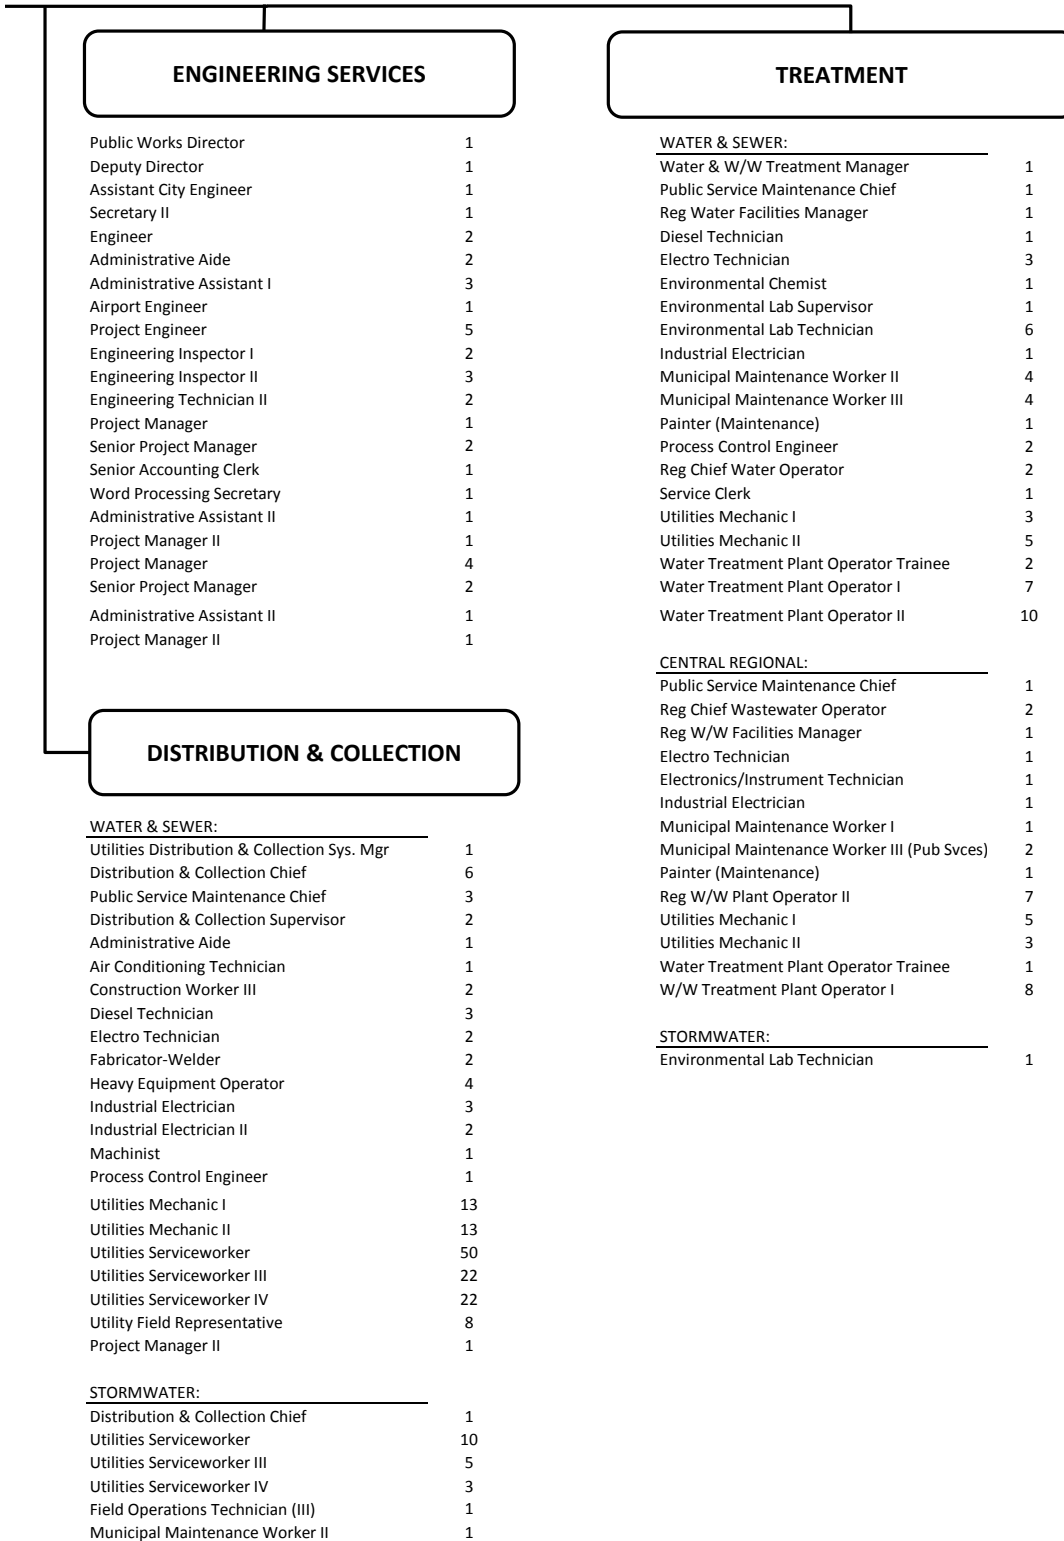 ENGINEERING SERVICES
Public Works Director 1
Deputy Director 1
Assistant City Engineer 1
Secretary II 1
Engineer 2
Administrative Aide 2
Administrative Assistant I 3
Airport Engineer 1
Project Engineer 5
Engineering Inspector I 2
Engineering Inspector II 3
Engineering Technician II 2
Project Manager 1
Senior Project Manager 2
Senior Accounting Clerk 1
Word Processing Secretary 1
Administrative Assistant II 1
Project Manager II 1
Project Manager 4
Senior Project Manager 2
Administrative Assistant II 1
Project Manager II 1
DISTRIBUTION & COLLECTION
WATER & SEWER:
Utilities Distribution & Collection Sys. Mgr 1
Distribution & Collection Chief 6
Public Service Maintenance Chief 3
Distribution & Collection Supervisor 2
Administrative Aide 1
Air Conditioning Technician 1
Construction Worker III 2
Diesel Technician 3
Electro Technician 2
Fabricator-Welder 2
Heavy Equipment Operator 4
Industrial Electrician 3
Industrial Electrician II 2
Machinist 1
Process Control Engineer 1
Utilities Mechanic I 13
Utilities Mechanic II 13
Utilities Serviceworker 50
Utilities Serviceworker III 22
Utilities Serviceworker IV 22
Utility Field Representative 8
Project Manager II 1
STORMWATER:
Distribution & Collection Chief 1
Utilities Serviceworker 10
Utilities Serviceworker III 5
Utilities Serviceworker IV 3
Field Operations Technician (III) 1
Municipal Maintenance Worker II 1
TREATMENT
WATER & SEWER:
Water & W/W Treatment Manager 1
Public Service Maintenance Chief 1
Reg Water Facilities Manager 1
Diesel Technician 1
Electro Technician 3
Environmental Chemist 1
Environmental Lab Supervisor 1
Environmental Lab Technician 6
Industrial Electrician 1
Municipal Maintenance Worker II 4
Municipal Maintenance Worker III 4
Painter (Maintenance) 1
Process Control Engineer 2
Reg Chief Water Operator 2
Service Clerk 1
Utilities Mechanic I 3
Utilities Mechanic II 5
Water Treatment Plant Operator Trainee 2
Water Treatment Plant Operator I 7
Water Treatment Plant Operator II 10
CENTRAL REGIONAL:
Public Service Maintenance Chief 1
Reg Chief Wastewater Operator 2
Reg W/W Facilities Manager 1
Electro Technician 1
Electronics/Instrument Technician 1
Industrial Electrician 1
Municipal Maintenance Worker I 1
Municipal Maintenance Worker III (Pub Svces) 2
Painter (Maintenance) 1
Reg W/W Plant Operator II 7
Utilities Mechanic I 5
Utilities Mechanic II 3
Water Treatment Plant Operator Trainee 1
W/W Treatment Plant Operator I 8
STORMWATER:
Environmental Lab Technician 1